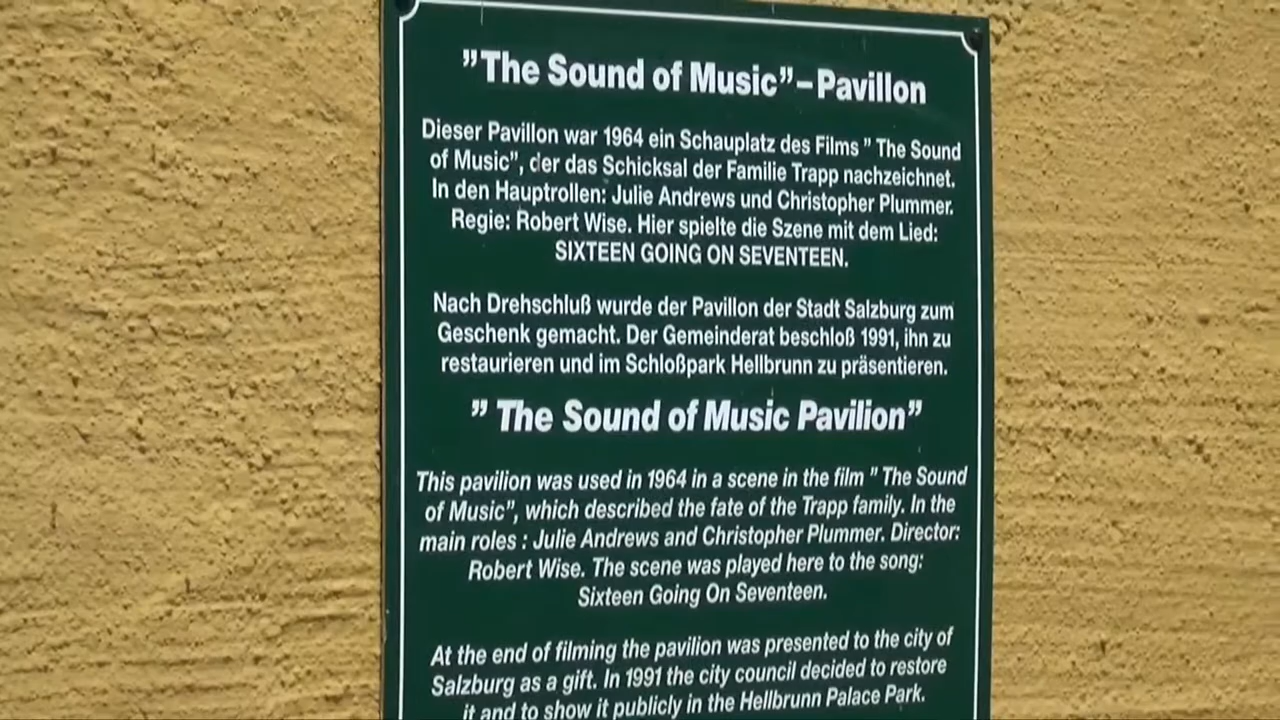 ”The Sound of Music”–Pavillon
Dieser Pavillon war 1964 ein Schauplatz des Films ” The Sound
of Music”, der das Schicksal der Familie Trapp nachzeichnet.
In den Hauptrollen: Julie Andrews und Christopher Plummer.
Regie: Robert Wise. Hier spielte die Szene mit dem Lied:
SIXTEEN GOING ON SEVENTEEN.
Nach Drehschluß wurde der Pavillon der Stadt Salzburg zum
Geschenk gemacht. Der Gemeinderat beschloß 1991, ihn zu
restaurieren und im Schloßpark Hellbrunn zu präsentieren.
” The Sound of Music Pavilion”
This pavilion was used in 1964 in a scene in the film ” The Sound
of Music”, which described the fate of the Trapp family. In the
main roles : Julie Andrews and Christopher Plummer. Director:
Robert Wise. The scene was played here to the song:
Sixteen Going On Seventeen.
At the end of filming the pavilion was presented to the city of
Salzburg as a gift. In 1991 the city council decided to restore
it and to show it publicly in the Hellbrunn Palace Park.